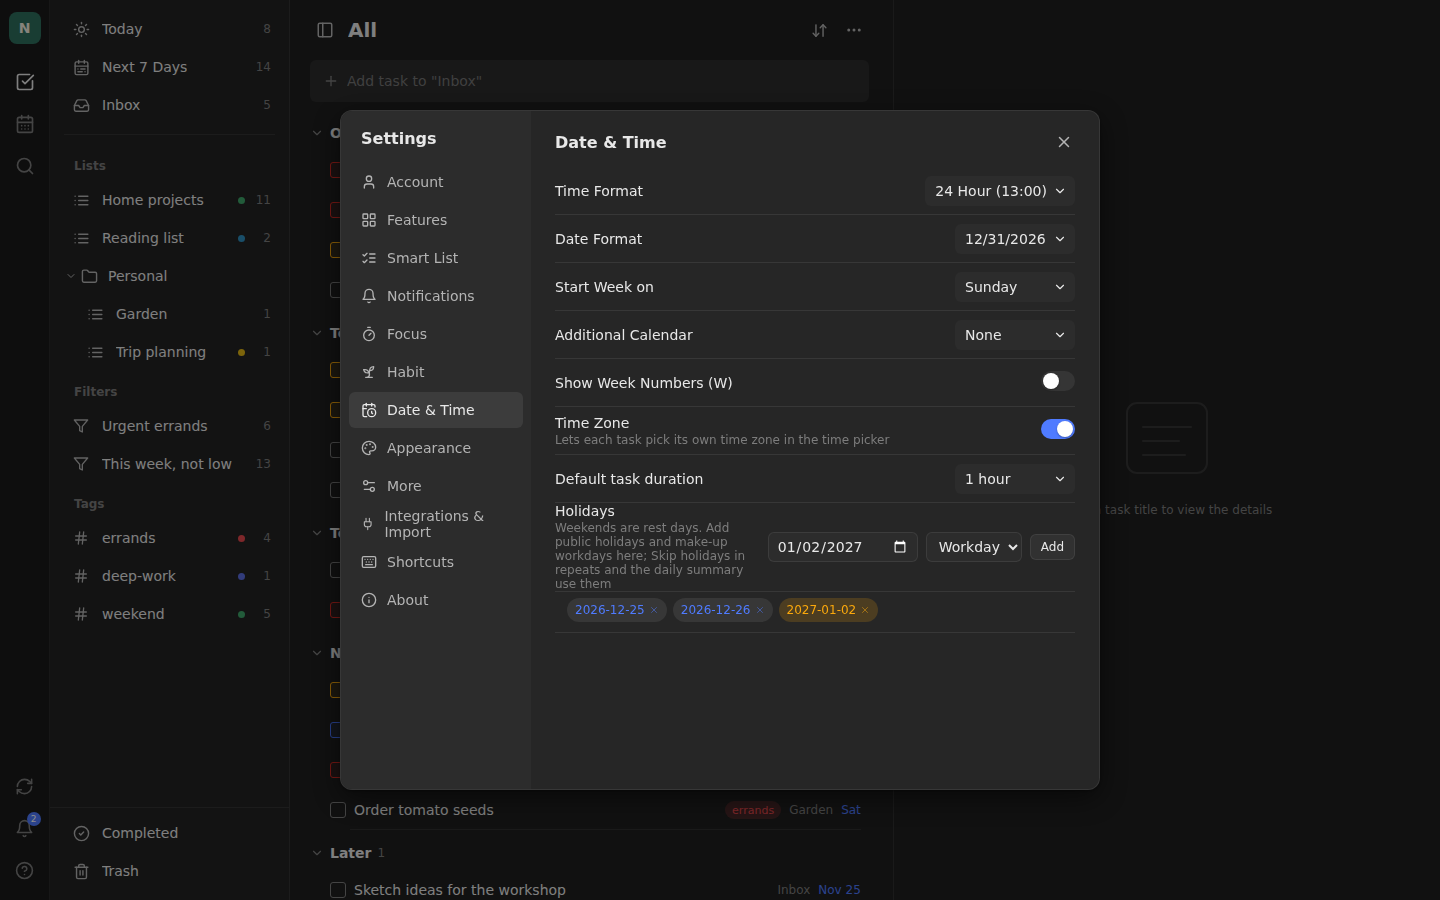 N
Today 8
Next 7 Days 14
Inbox 5
Lists
Home projects 11
Reading list 2
Personal
Garden 1
Trip planning 1
Filters
Urgent errands 6
This week, not low 13
Tags
errands 4
deep-work 1
weekend 5
2
Completed
Trash
All
Add task to "Inbox"
Settings
Account
Features
Smart List
Notifications
Focus
Habit
Date & Time
Appearance
More
Integrations &
Import
Shortcuts
About
Date & Time
Time Format 24 Hour (13:00)
Date Format 12/31/2026
Start Week on Sunday
Additional Calendar None
Show Week Numbers (W)
Time Zone
Lets each task pick its own time zone in the time picker
Default task duration 1 hour
Holidays
Weekends are rest days. Add
public holidays and make-up
workdays here; Skip holidays in
repeats and the daily summary
use them
01/02/2027 Workday Add
2026-12-25 × 2026-12-26 × 2027-01-02 ×
Order tomato seeds errands Garden Sat
Later 1
Sketch ideas for the workshop Inbox Nov 25
task title to view the details